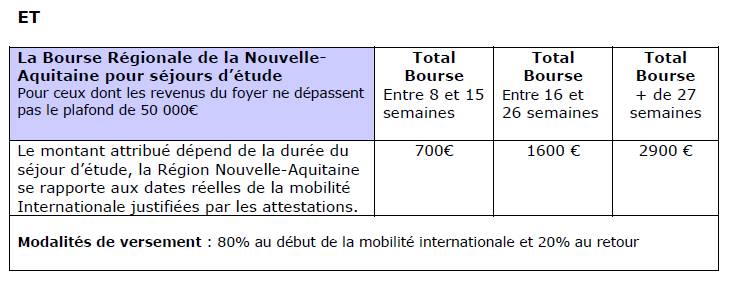 ET
La Bourse Régionale de la Nouvelle-
Aquitaine pour séjours d'étude
Pour ceux dont les revenus du foyer ne dépassent
pas le plafond de 50 000€
Total
Bourse
Entre 8 et 15
semaines
Total
Bourse
Entre 16 et
26 semaines
Total
Bourse
+ de 27
semaines
Le montant attribué dépend de la durée du
séjour d'étude, la Région Nouvelle-Aquitaine
se rapporte aux dates réelles de la mobilité
Internationale justifiées par les attestations.
700€
1600 €
2900 €
Modalités de versement : 80% au début de la mobilité internationale et 20% au retour